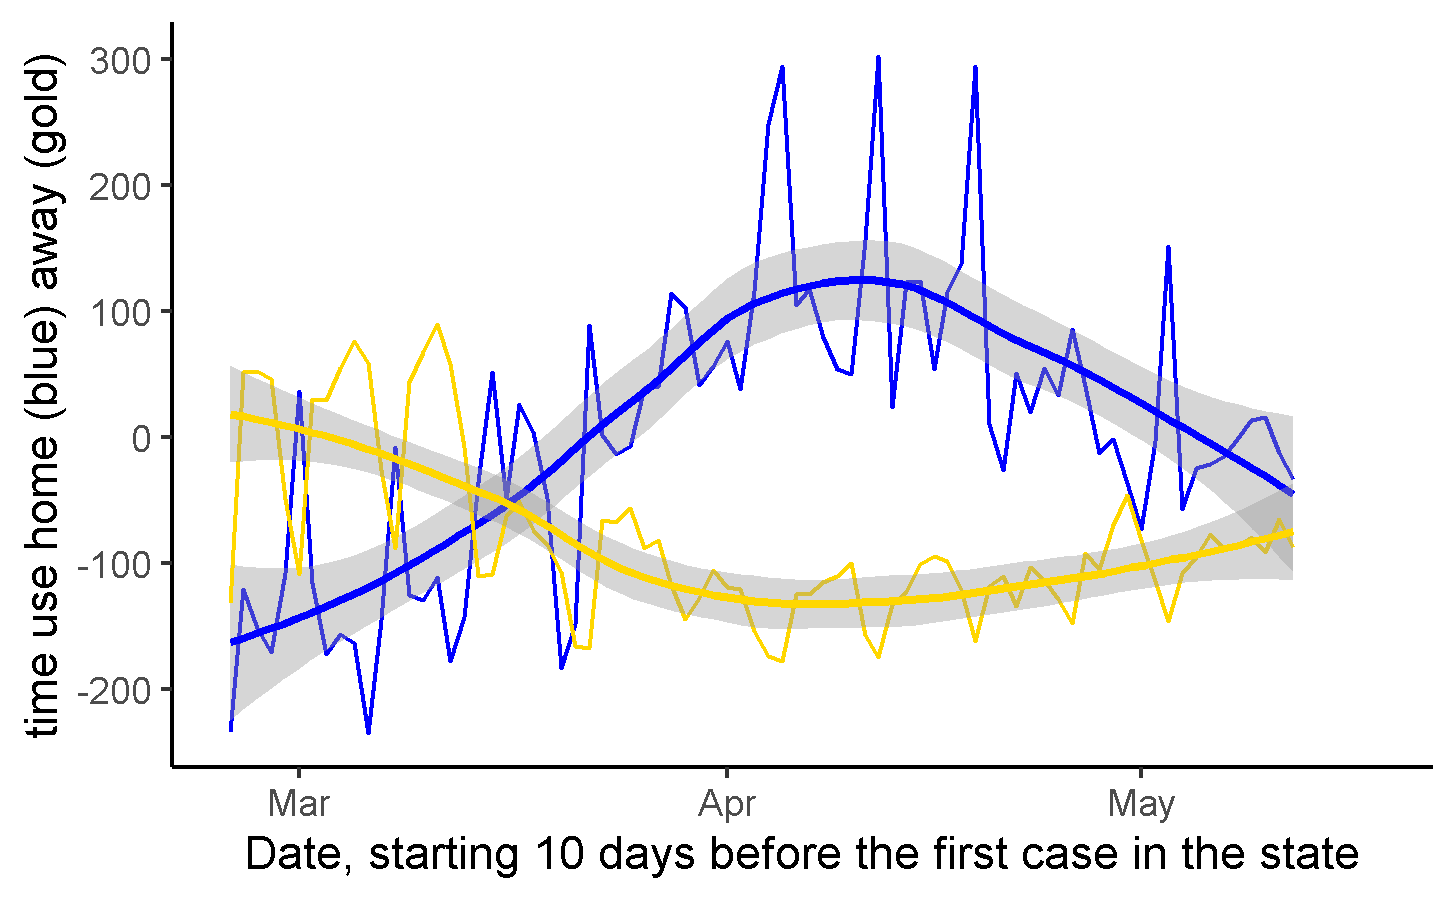 time use home (blue) away (gold)
300
200
100
0
-100
-200
Mar Apr May
Date, starting 10 days before the first case in the state